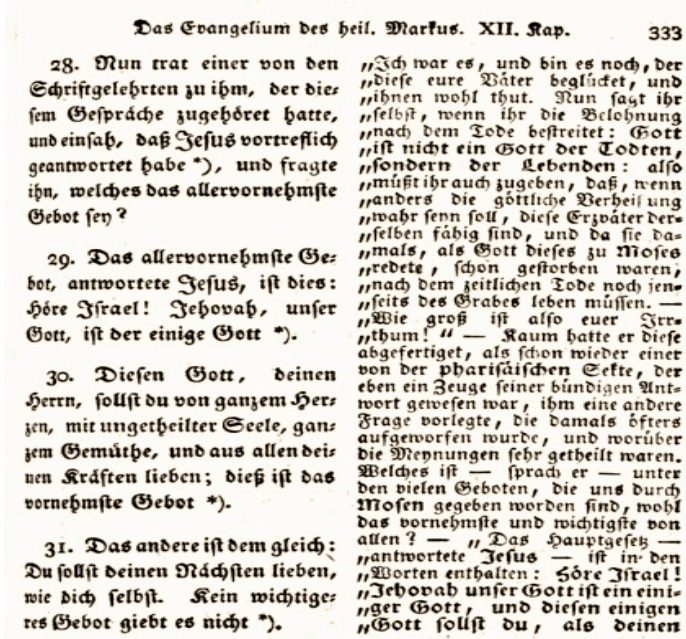 Das Evangelium des heil. Markus. XII. Kap. 333
28. Nun trat einer von den
Schriftgelehrten zu ihm, der die-
sem Gespräche zugehöret hatte,
und einsah, daß Jesus vortreflich
geantwortet habe *), und fragte
ihn, welches das allervornehmste
Gebot sey?
29. Das allervornehmste Ge-
bot, antwortete Jesus, ist dies:
Höre Israel! Jehovah, unser
Gott, ist der einige Gott *).
30. Diesen Gott, deinen
Herrn, sollst du von ganzem Her-
zen, mit ungetheilter Seele, gan-
zem Gemüthe, und aus allen dei-
nen Kräften lieben; dieß ist das
vornehmste Gebot *).
31. Das andere ist dem gleich:
Du sollst deinen Nächsten lieben,
wie dich selbst. Kein wichtige-
res Gebot giebt es nicht *).
„Ich war es, und bin es noch, der
„diese eure Väter beglücket, und
„ihnen wohl thut. Nun sagt ihr
„selbst, wenn ihr die Belohnung
„nach dem Tode bestreitet: Gott
„ist nicht ein Gott der Todten,
„sondern der Lebenden: also
„müßt ihr auch zugeben, daß, wenn
„anders die göttliche Verheissung
„wahr seyn soll, diese Erzväter der-
„selben fähig sind, und da sie da-
„mals, als Gott dieses zu Moses
„redete, schon gestorben waren,
„nach dem zeitlichen Tode noch jen-
„seits des Grabes leben müssen. —
„Wie groß ist also euer Irr-
„thum! “ — Kaum hatte er diese
abgefertiget, als schon wieder einer
von der pharisäischen Sekte, der
eben ein Zeuge seiner bündigen Ant-
wort gewesen war, ihm eine andere
Frage vorlegte, die damals öfters
aufgeworfen wurde, und worüber
die Meynungen sehr getheilt waren.
Welches ist — sprach er — unter
den vielen Geboten, die uns durch
Mosen gegeben worden sind, wohl
das vornehmste und wichtigste von
allen? — „Das Hauptgesetz —
„antwortete Jesus — ist in den
„Worten enthalten: Höre Israel!
„Jehovah unser Gott ist ein eini-
„ger Gott, und diesen einigen
„Gott sollst du, als deinen